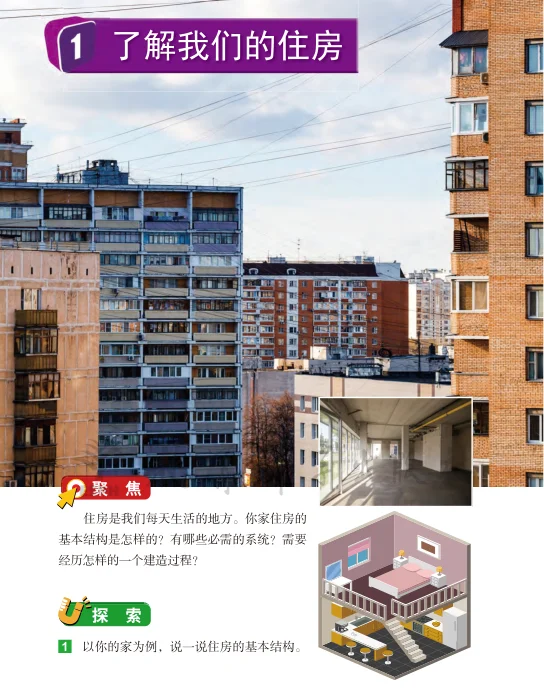 1 了解我们的住房
聚 焦
住房是我们每天生活的地方。你家住房的
基本结构是怎样的？有哪些必需的系统？需要
经历怎样的一个建造过程？
探 索
1 以你的家为例，说一说住房的基本结构。